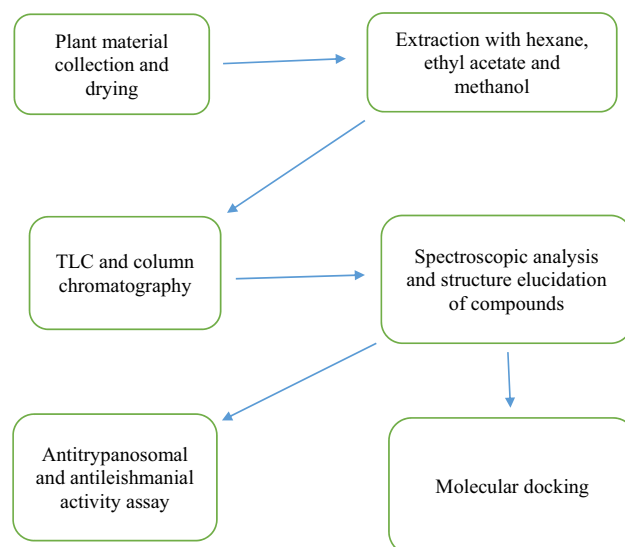 Plant material
collection and
drying
Extraction with hexane,
ethyl acetate and
methanol
TLC and column
chromatography
Spectroscopic analysis
and structure elucidation
of compounds
Antitrypanosomal
and antileishmanial
activity assay
Molecular docking